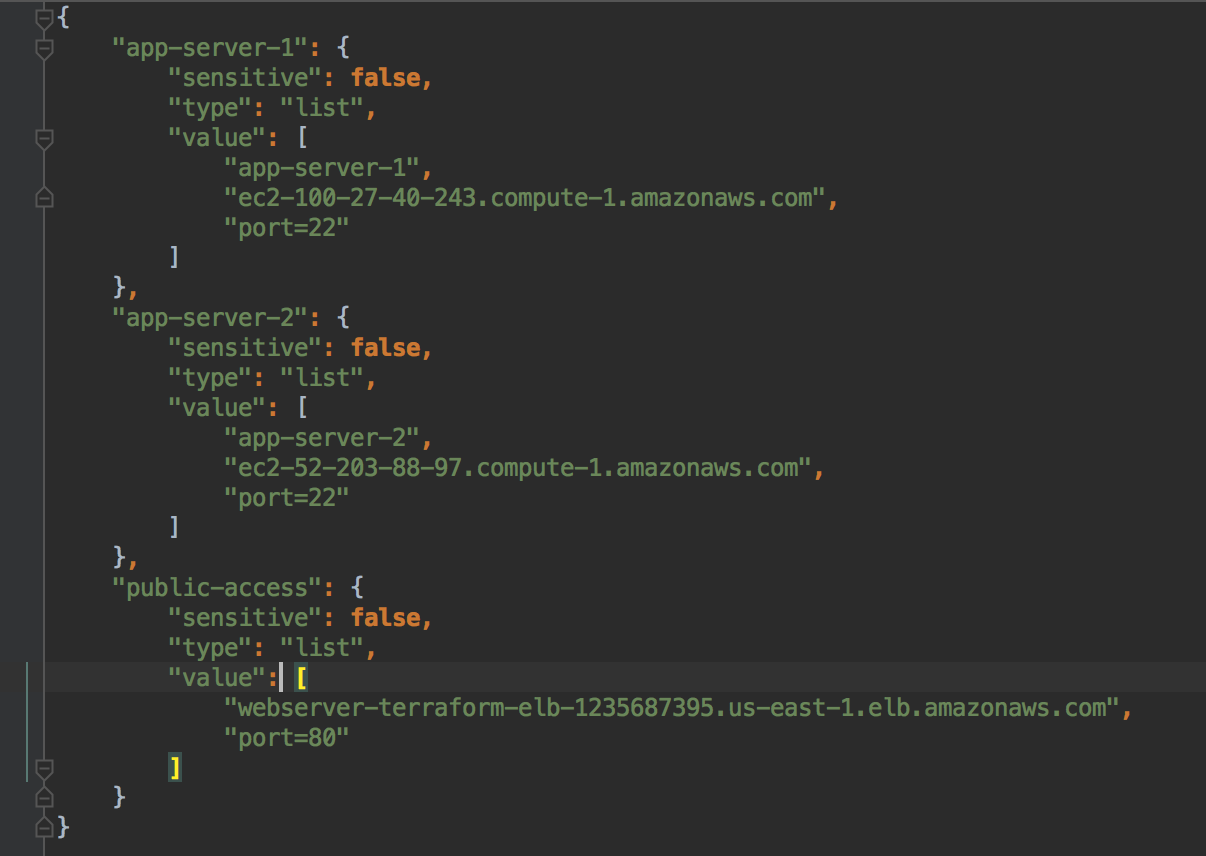 {
    "app-server-1": {
        "sensitive": false,
        "type": "list",
        "value": [
            "app-server-1",
            "ec2-100-27-40-243.compute-1.amazonaws.com",
            "port=22"
        ]
    },
    "app-server-2": {
        "sensitive": false,
        "type": "list",
        "value": [
            "app-server-2",
            "ec2-52-203-88-97.compute-1.amazonaws.com",
            "port=22"
        ]
    },
    "public-access": {
        "sensitive": false,
        "type": "list",
        "value": [
            "webserver-terraform-elb-1235687395.us-east-1.elb.amazonaws.com",
            "port=80"
        ]
    }
}